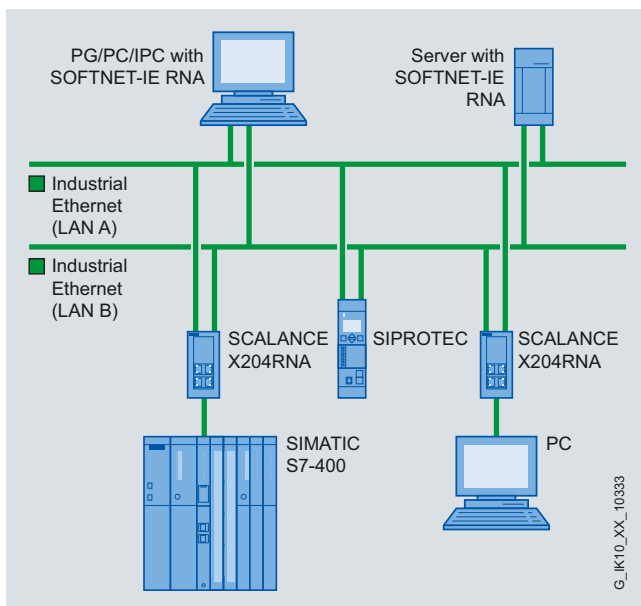 PG/PC/IPC with
SOFTNET-IE RNA
Server with
SOFTNET-IE
RNA
Industrial
Ethernet
(LAN A)
Industrial
Ethernet
(LAN B)
SCALANCE
X204RNA
SIPROTEC
SCALANCE
X204RNA
SIMATIC
S7-400
PC
G_IK10_XX_10333